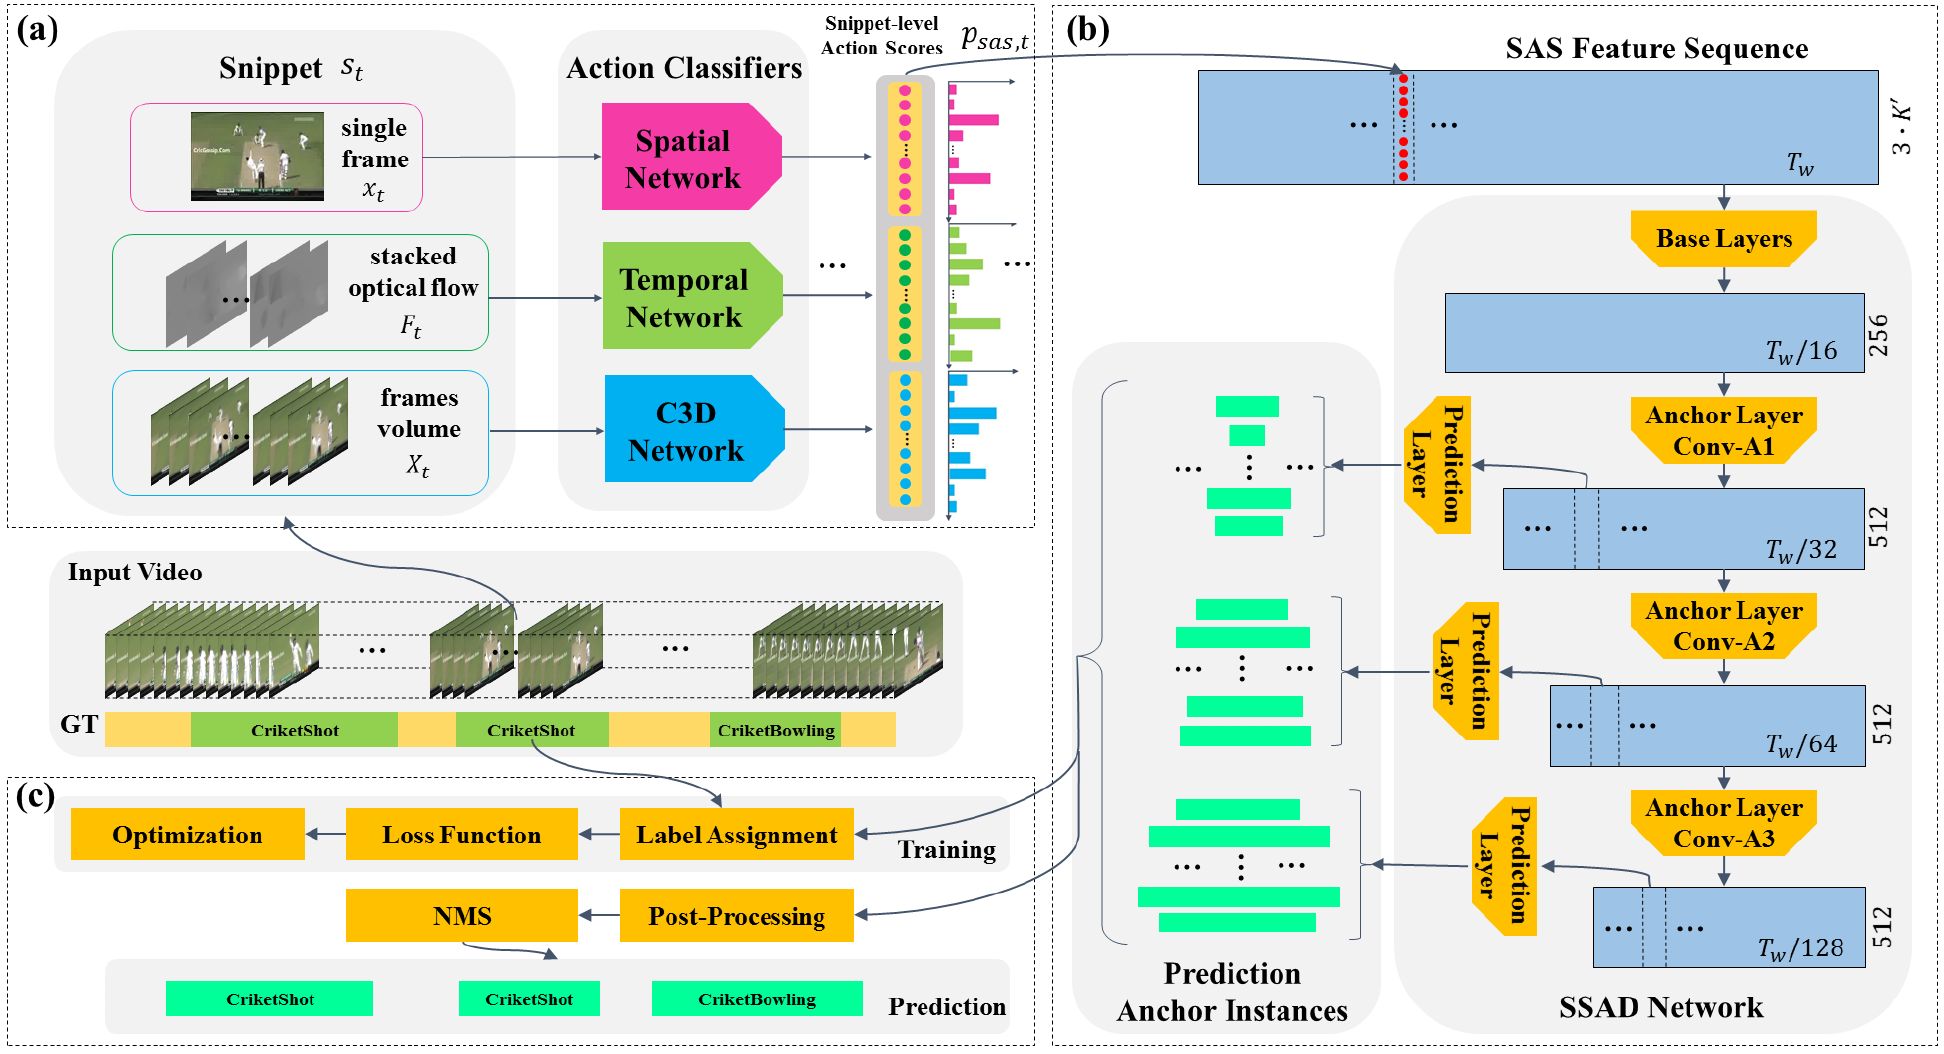 (a)
Snippet s_t
Action Classifiers
Snippet-level
Action Scores
p_{sas,t}
single
frame
x_t
CricGossip.Com
Spatial
Network
stacked
optical flow
F_t
Temporal
Network
...
...
frames
volume
X_t
C3D
Network
Input Video
...
...
...
GT
CriketShot
CriketShot
CriketBowling
(b)
SAS Feature Sequence
...
...
T_w
3 · K′
Base Layers
T_w/16
256
Anchor Layer
Conv-A1
Prediction
Layer
...
...
T_w/32
512
Anchor Layer
Conv-A2
Prediction
Layer
...
...
T_w/64
512
Anchor Layer
Conv-A3
Prediction
Layer
...
...
T_w/128
512
Prediction
Anchor Instances
SSAD Network
(c)
Optimization
Loss Function
Label Assignment
Training
NMS
Post-Processing
CriketShot
CriketShot
CriketBowling
Prediction